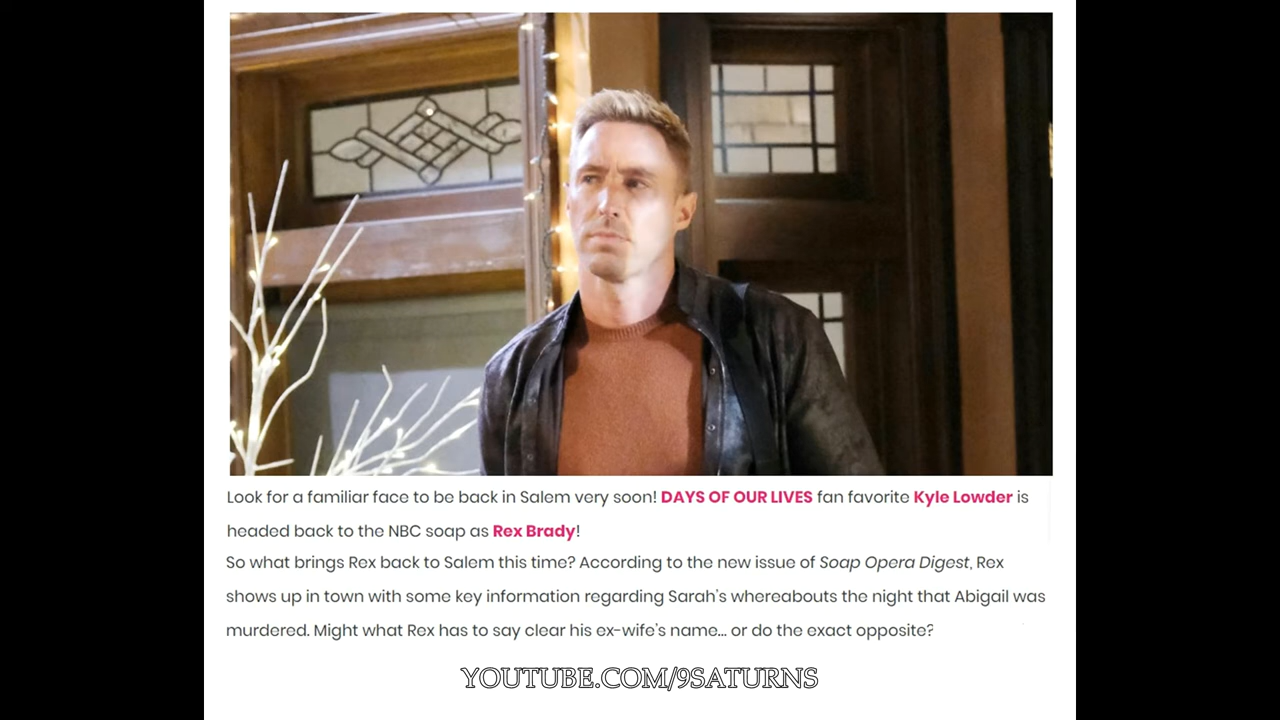 Look for a familiar face to be back in Salem very soon! DAYS OF OUR LIVES fan favorite Kyle Lowder is
headed back to the NBC soap as Rex Brady!
So what brings Rex back to Salem this time? According to the new issue of Soap Opera Digest, Rex
shows up in town with some key information regarding Sarah's whereabouts the night that Abigail was
murdered. Might what Rex has to say clear his ex-wife's name... or do the exact opposite?
YOUTUBE.COM/9SATURNS